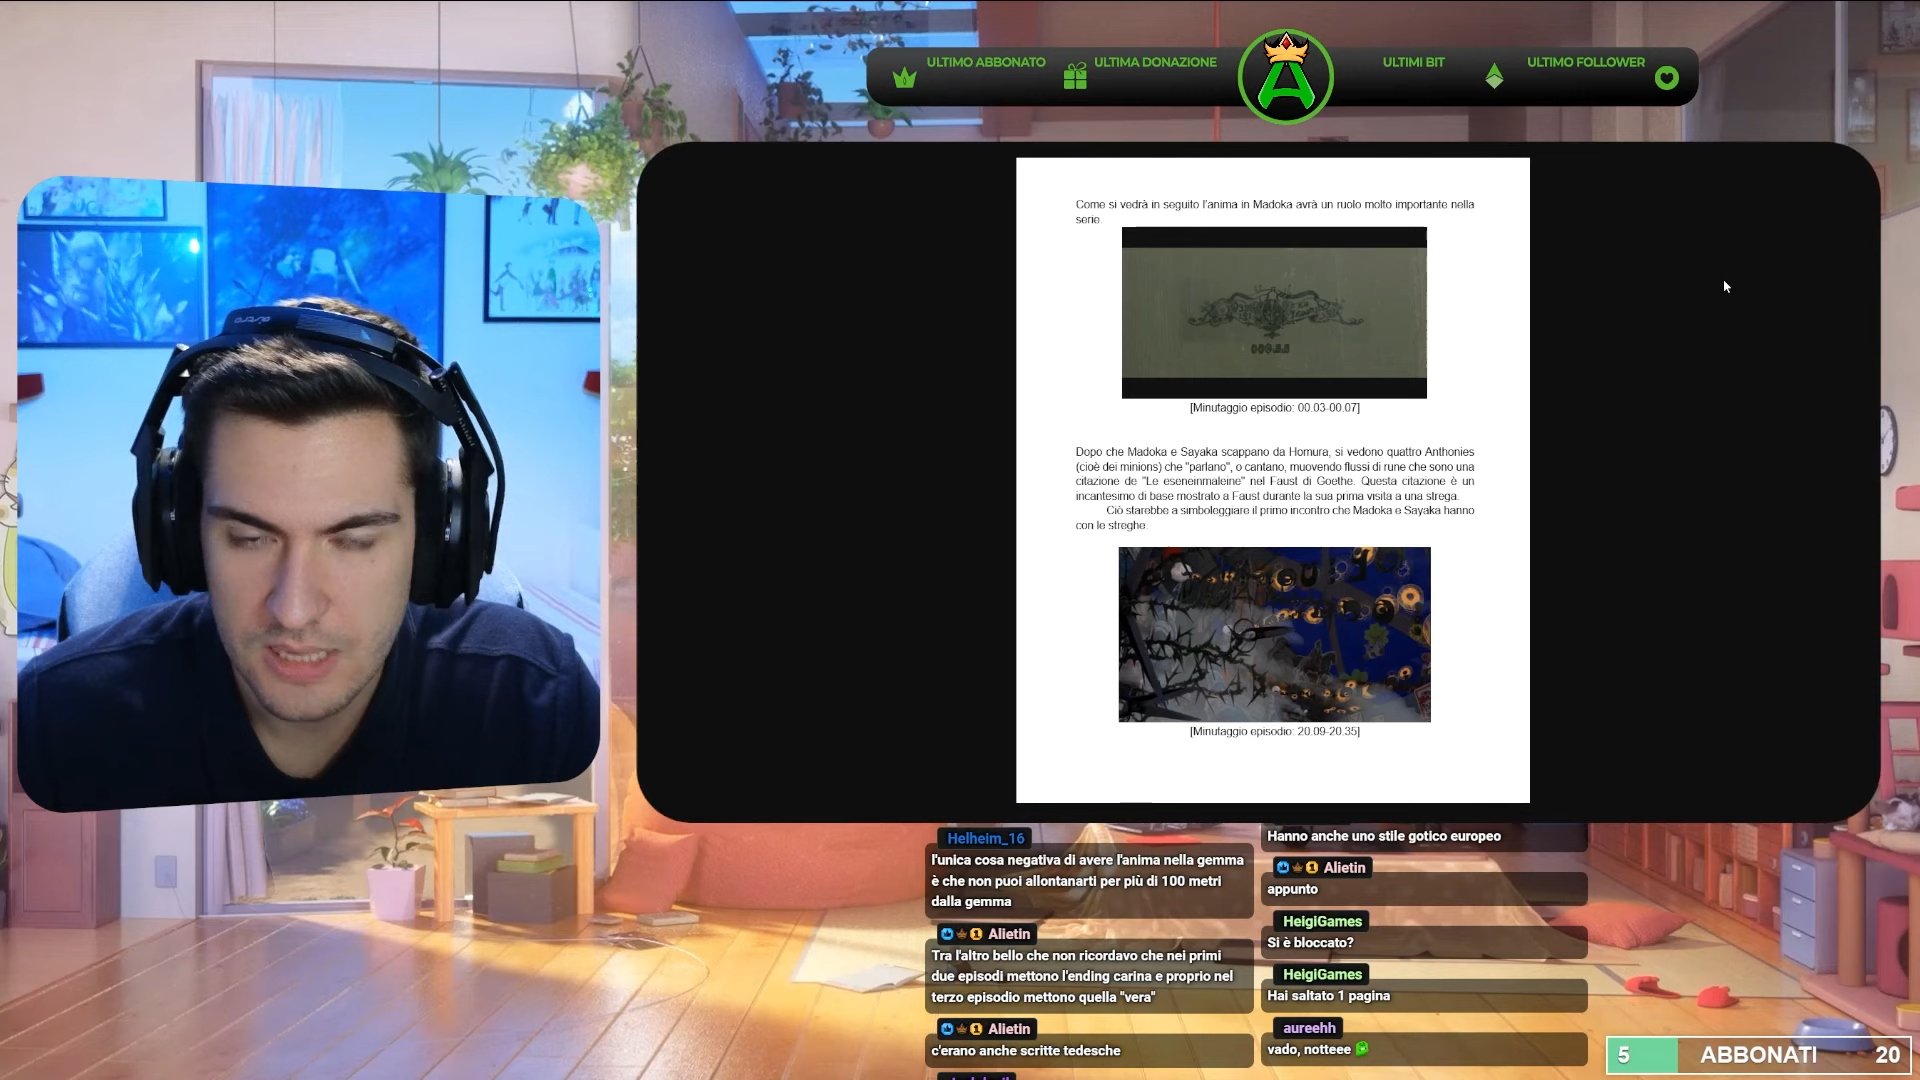 ULTIMO ABBONATO
ULTIMA DONAZIONE
ULTIMI BIT
ULTIMO FOLLOWER
Come si vedrà in seguito l'anima in Madoka avrà un ruolo molto importante nella
serie.
[Minutaggio episodio: 00.03-00.07]
Dopo che Madoka e Sayaka scappano da Homura, si vedono quattro Anthonies
(cioè dei minions) che "parlano", o cantano, muovendo flussi di rune che sono una
citazione de "Le eseneinmaleine" nel Faust di Goethe. Questa citazione è un
incantesimo di base mostrato a Faust durante la sua prima visita a una strega.
Ciò starebbe a simboleggiare il primo incontro che Madoka e Sayaka hanno
con le streghe.
[Minutaggio episodio: 20.09-20.35]
Helheim_16
l'unica cosa negativa di avere l'anima nella gemma
è che non puoi allontanarti per più di 100 metri
dalla gemma
Alietin
Tra l'altro bello che non ricordavo che nei primi
due episodi mettono l'ending carina e proprio nel
terzo episodio mettono quella "vera"
Alietin
c'erano anche scritte tedesche
Hanno anche uno stile gotico europeo
Alietin
appunto
HeigiGames
Si è bloccato?
HeigiGames
Hai saltato 1 pagina
aureehh
vado, notteee
5 ABBONATI 20